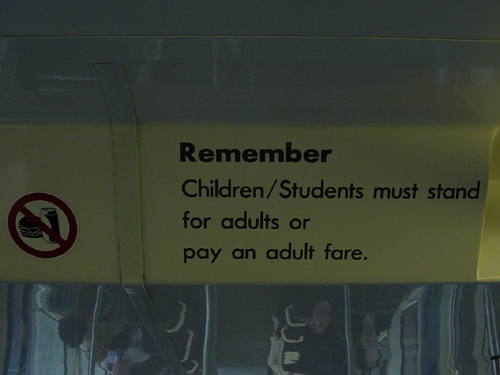 Remember
Children/Students must stand
for adults or
pay an adult fare.